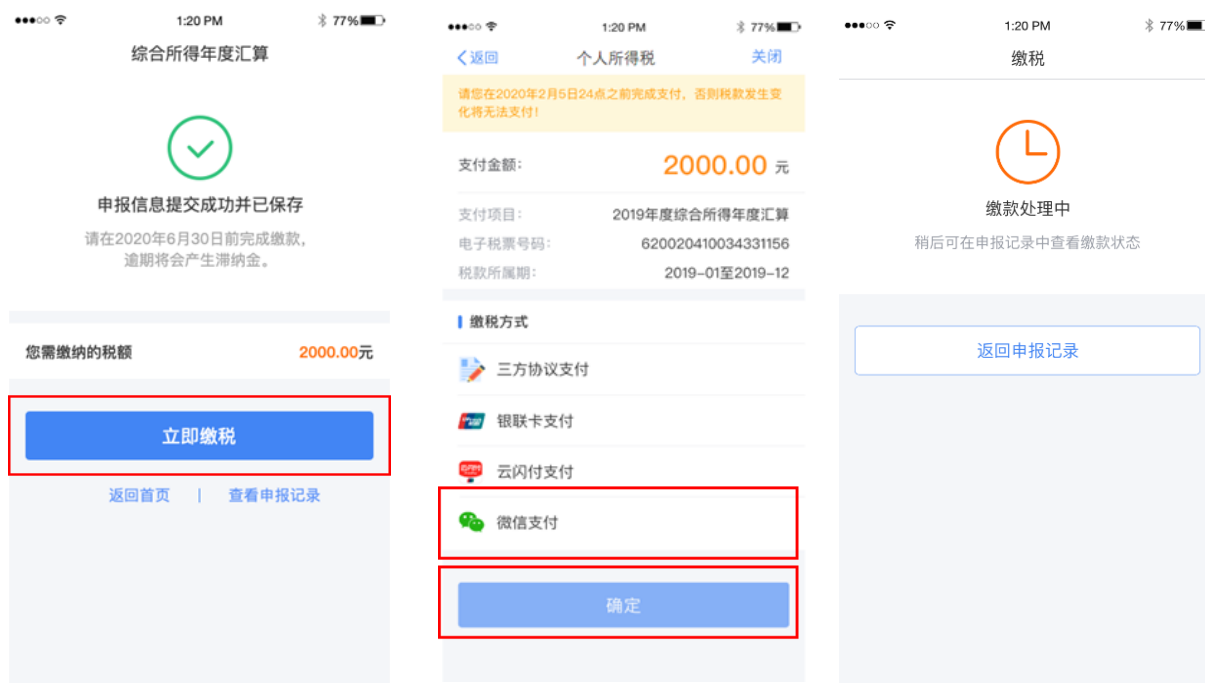 1:20 PM
77%
综合所得年度汇算
申报信息提交成功并已保存
请在2020年6月30日前完成缴款,
逾期将会产生滞纳金。
您需缴纳的税额
2000.00元
立即缴税
返回首页 | 查看申报记录
1:20 PM
77%
返回
个人所得税
关闭
请您在2020年2月5日24点之前完成支付,否则税款发生变
化将无法支付!
支付金额:
2000.00 元
支付项目:
2019年度综合所得年度汇算
电子税票号码:
620020410034331156
税款所属期:
2019-01至2019-12
缴税方式
三方协议支付
银联卡支付
云闪付支付
微信支付
确定
1:20 PM
77%
缴税
缴款处理中
稍后可在申报记录中查看缴款状态
返回申报记录